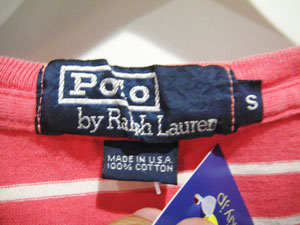 Polo
by Ralph Lauren
S
MADE IN U.S.A.
100% COTTON